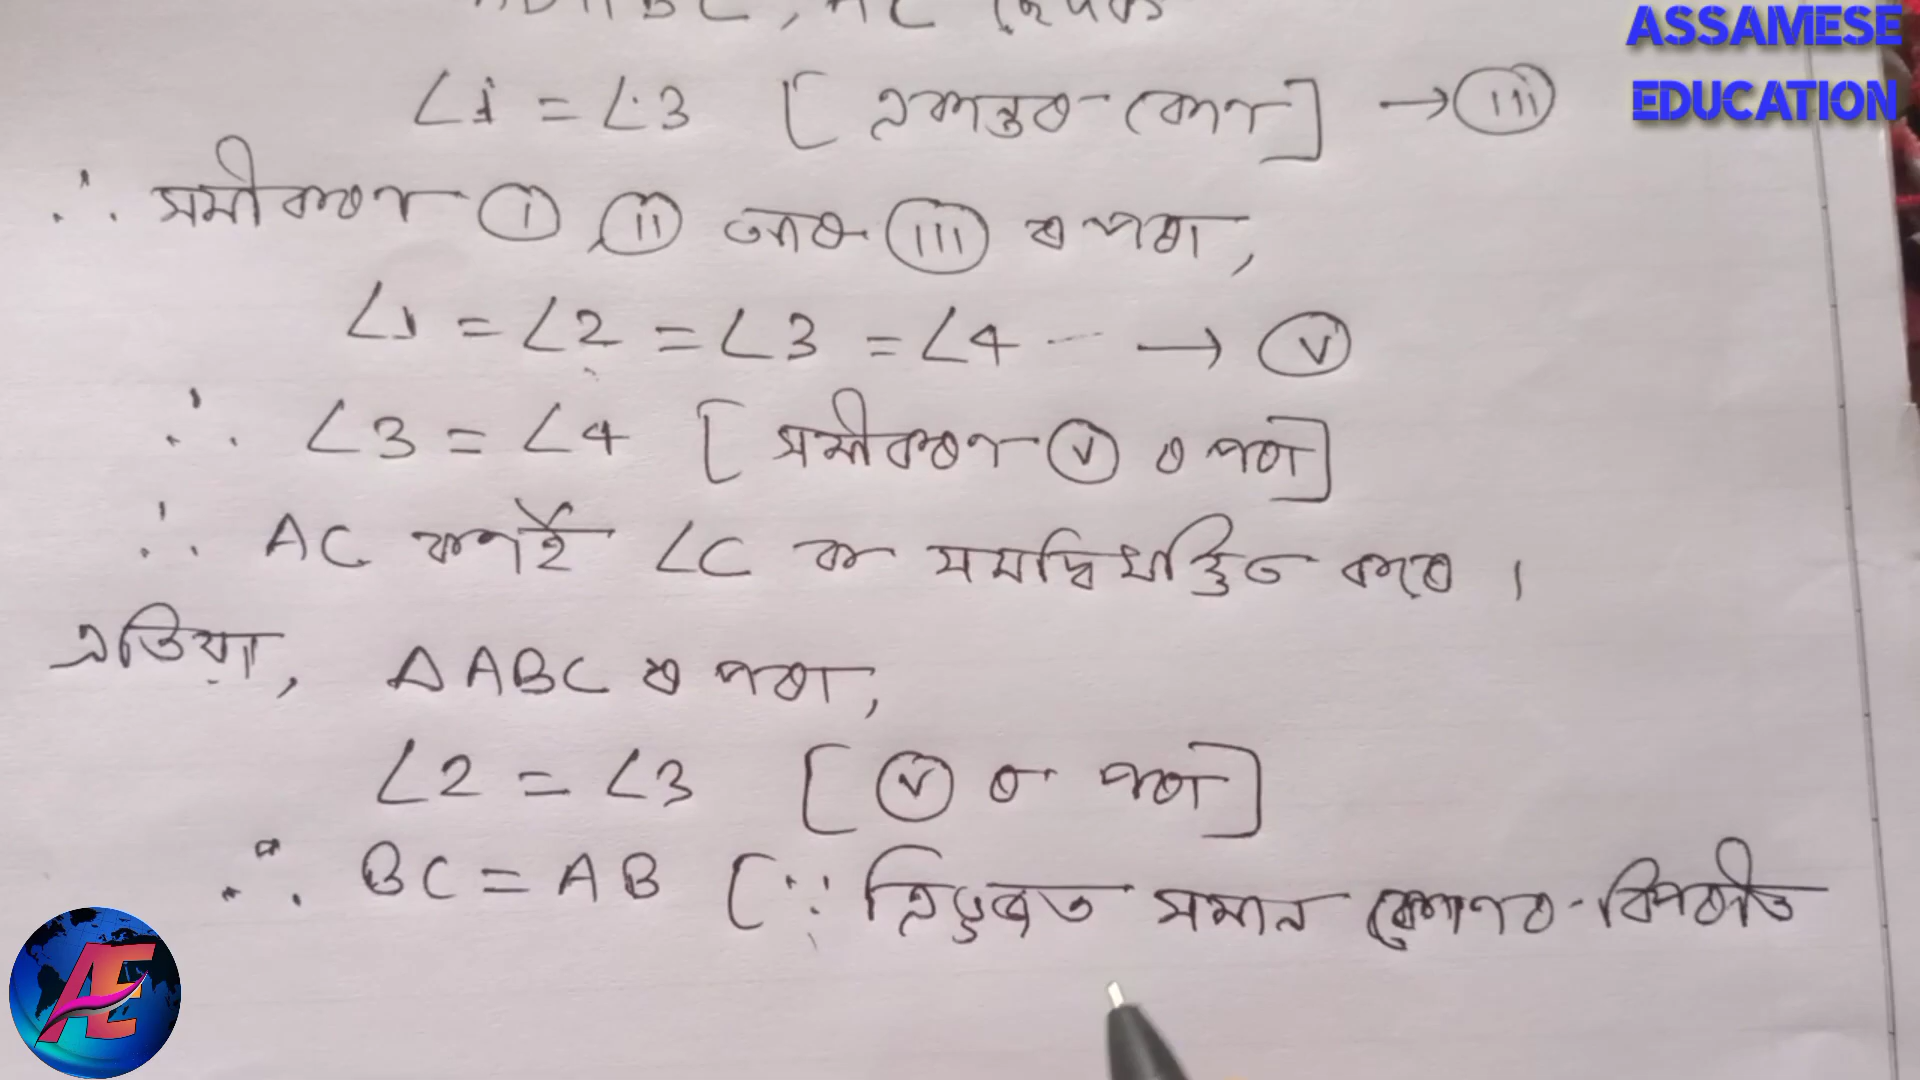 ASSAMESE
EDUCATION
∠1 = ∠3 [একান্তৰ কোণ] → (iii)
∴ সমীকৰণ (i), (ii) আৰু (iii) ৰ পৰা,
∠1 = ∠2 = ∠3 = ∠4 → (v)
∴ ∠3 = ∠4 [সমীকৰণ (v) ৰ পৰা]
∴ AC কৰ্ণই ∠C ক সমদ্বিখণ্ডিত কৰে ।
এতিয়া, ΔABC ৰ পৰা,
∠2 = ∠3 [(v) ৰ পৰা]
∴ BC = AB [∵ ত্ৰিভুজত সমান কোণৰ বিপৰীত
AE